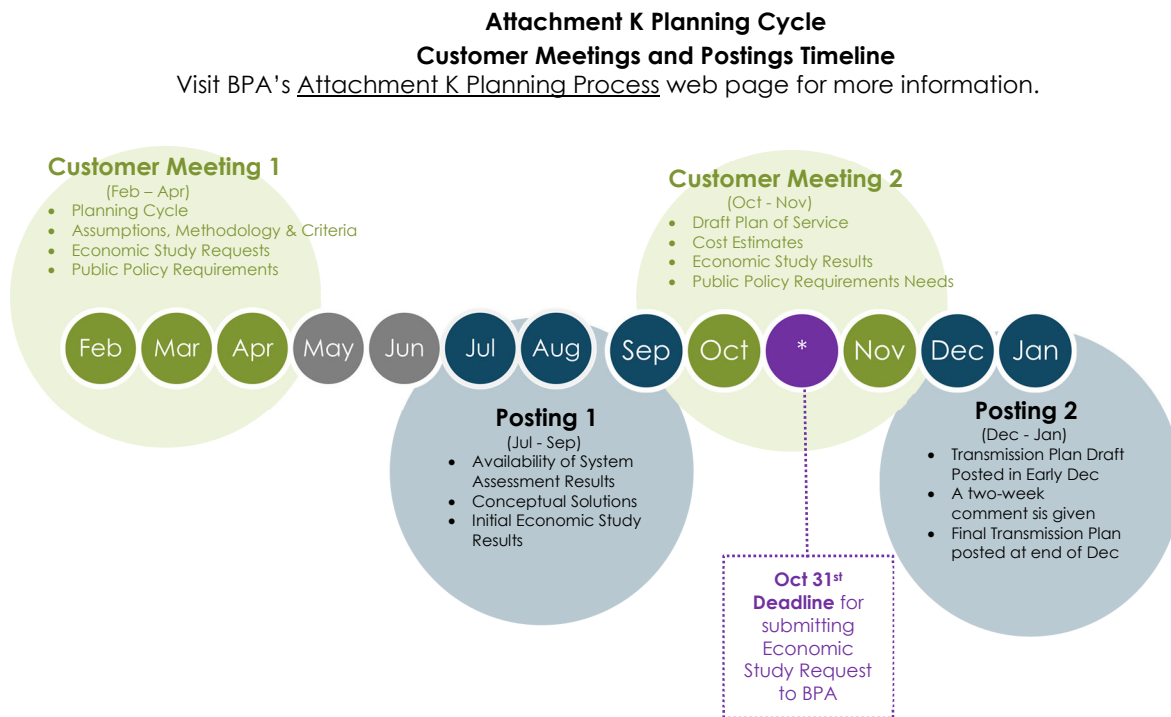 Attachment K Planning Cycle
Customer Meetings and Postings Timeline
Visit BPA's Attachment K Planning Process web page for more information.
Customer Meeting 1
(Feb – Apr)
• Planning Cycle
• Assumptions, Methodology & Criteria
• Economic Study Requests
• Public Policy Requirements
Customer Meeting 2
(Oct - Nov)
• Draft Plan of Service
• Cost Estimates
• Economic Study Results
• Public Policy Requirements Needs
Feb Mar Apr May Jun Jul Aug Sep Oct * Nov Dec Jan
Posting 1
(Jul - Sep)
• Availability of System
Assessment Results
• Conceptual Solutions
• Initial Economic Study
Results
Posting 2
(Dec - Jan)
• Transmission Plan Draft
Posted in Early Dec
• A two-week
comment sis given
• Final Transmission Plan
posted at end of Dec
Oct 31st
Deadline for
submitting
Economic
Study Request
to BPA